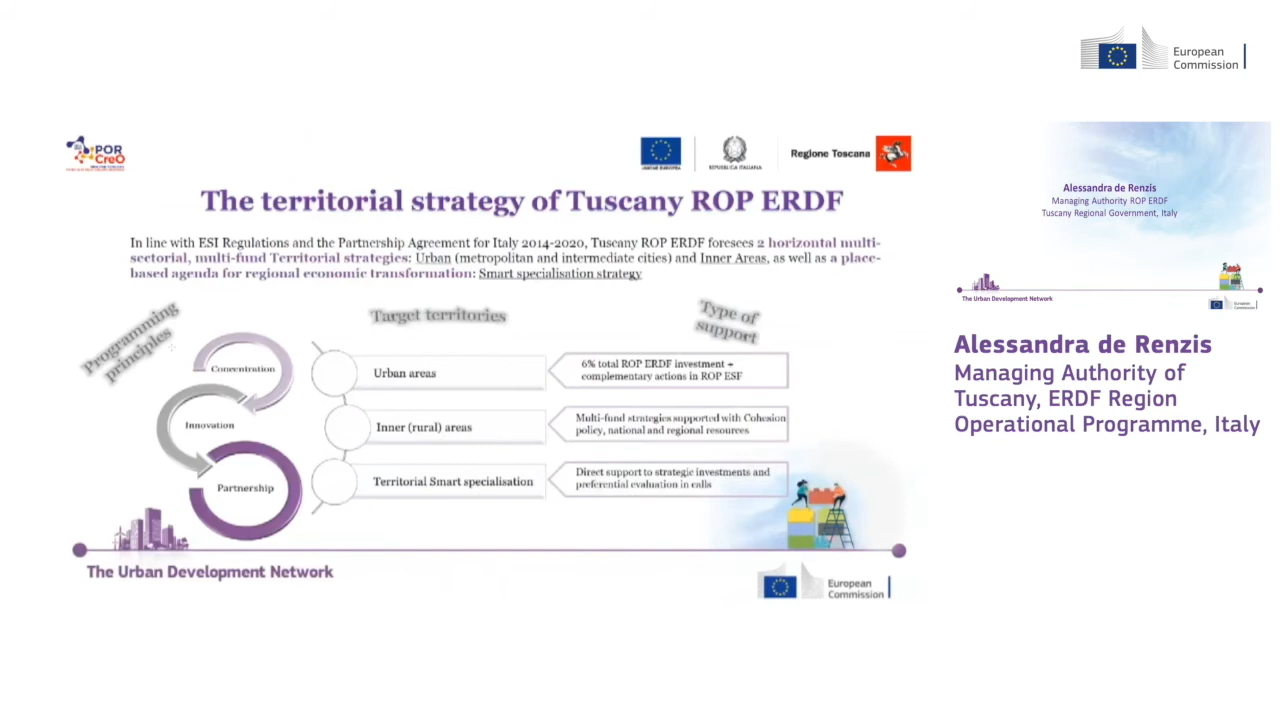 European
Commission
POR
CreO
UNIONE EUROPEA
REPUBBLICA ITALIANA
Regione Toscana
The territorial strategy of Tuscany ROP ERDF
In line with ESI Regulations and the Partnership Agreement for Italy 2014-2020, Tuscany ROP ERDF foresees 2 horizontal multi-
sectorial, multi-fund Territorial strategies: Urban (metropolitan and intermediate cities) and Inner Areas, as well as a place-
based agenda for regional economic transformation: Smart specialisation strategy
Programming
principles
Target territories
Type of
support
Concentration
Innovation
Partnership
Urban areas
Inner (rural) areas
Territorial Smart specialisation
6% total ROP ERDF investment +
complementary actions in ROP ESF
Multi-fund strategies supported with Cohesion
policy, national and regional resources
Direct support to strategic investments and
preferential evaluation in calls
The Urban Development Network
European
Commission
Alessandra de Renzis
Managing Authority ROP ERDF
Tuscany Regional Government, Italy
The Urban Development Network
European
Commission
Alessandra de Renzis
Managing Authority of
Tuscany, ERDF Region
Operational Programme, Italy